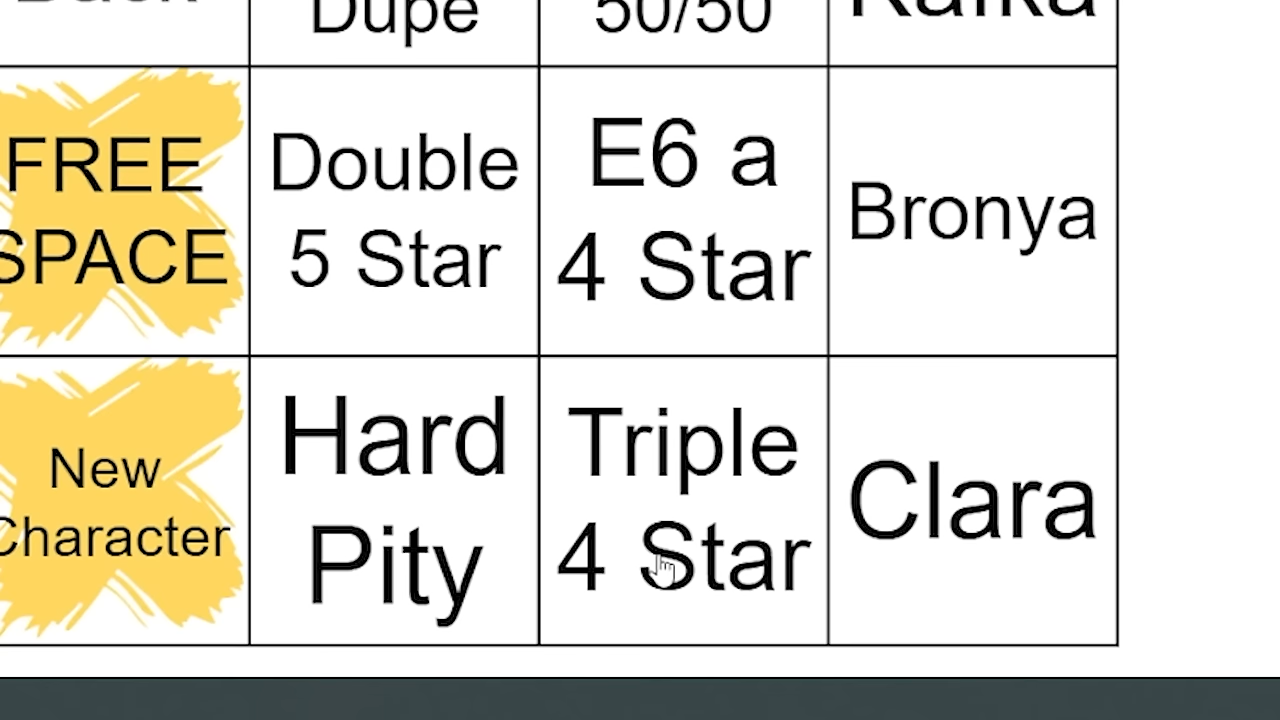 Dupe
50/50
Kafka
FREE
SPACE
Double
5 Star
E6 a
4 Star
Bronya
New
Character
Hard
Pity
Triple
4 Star
Clara